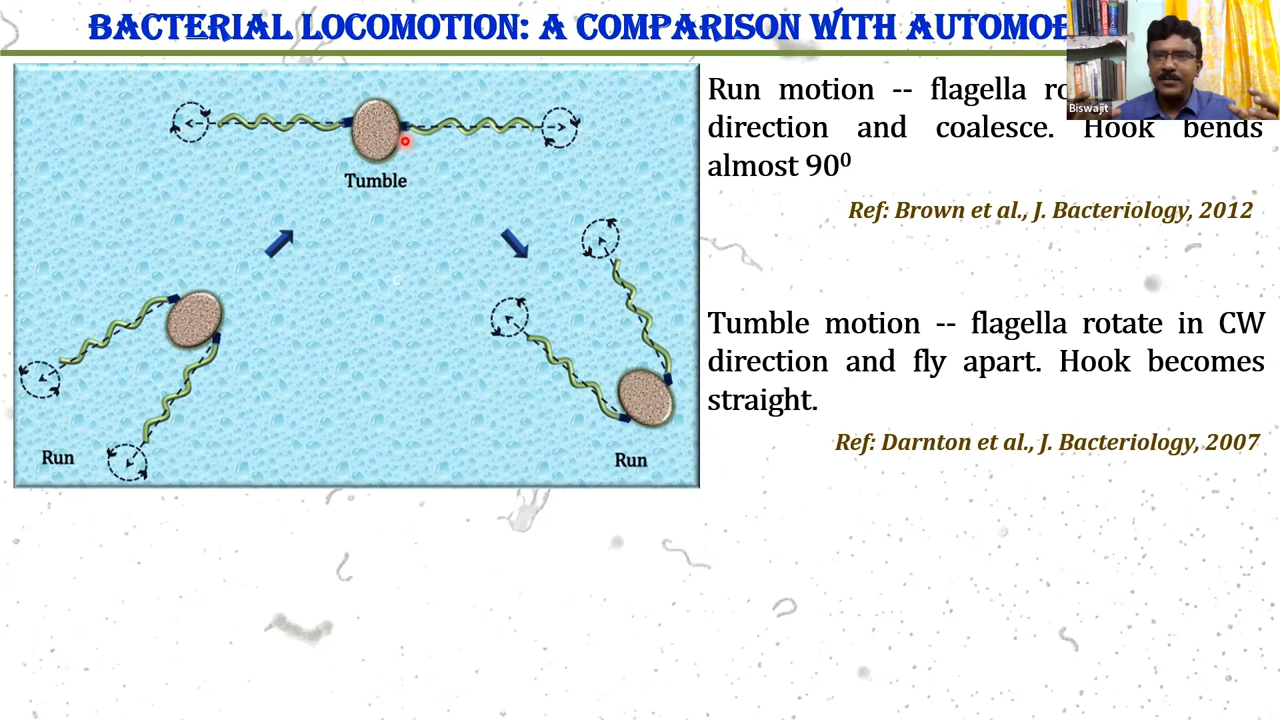 BACTERIAL LOCOMOTION: A COMPARISON WITH
Biswajit
Run motion -- flagella
direction and coalesce. Hook bends
almost 90⁰
Ref: Brown et al., J. Bacteriology, 2012
Tumble
Tumble motion -- flagella rotate in CW
direction and fly apart. Hook becomes
straight.
Ref: Darnton et al., J. Bacteriology, 2007
Run
Run